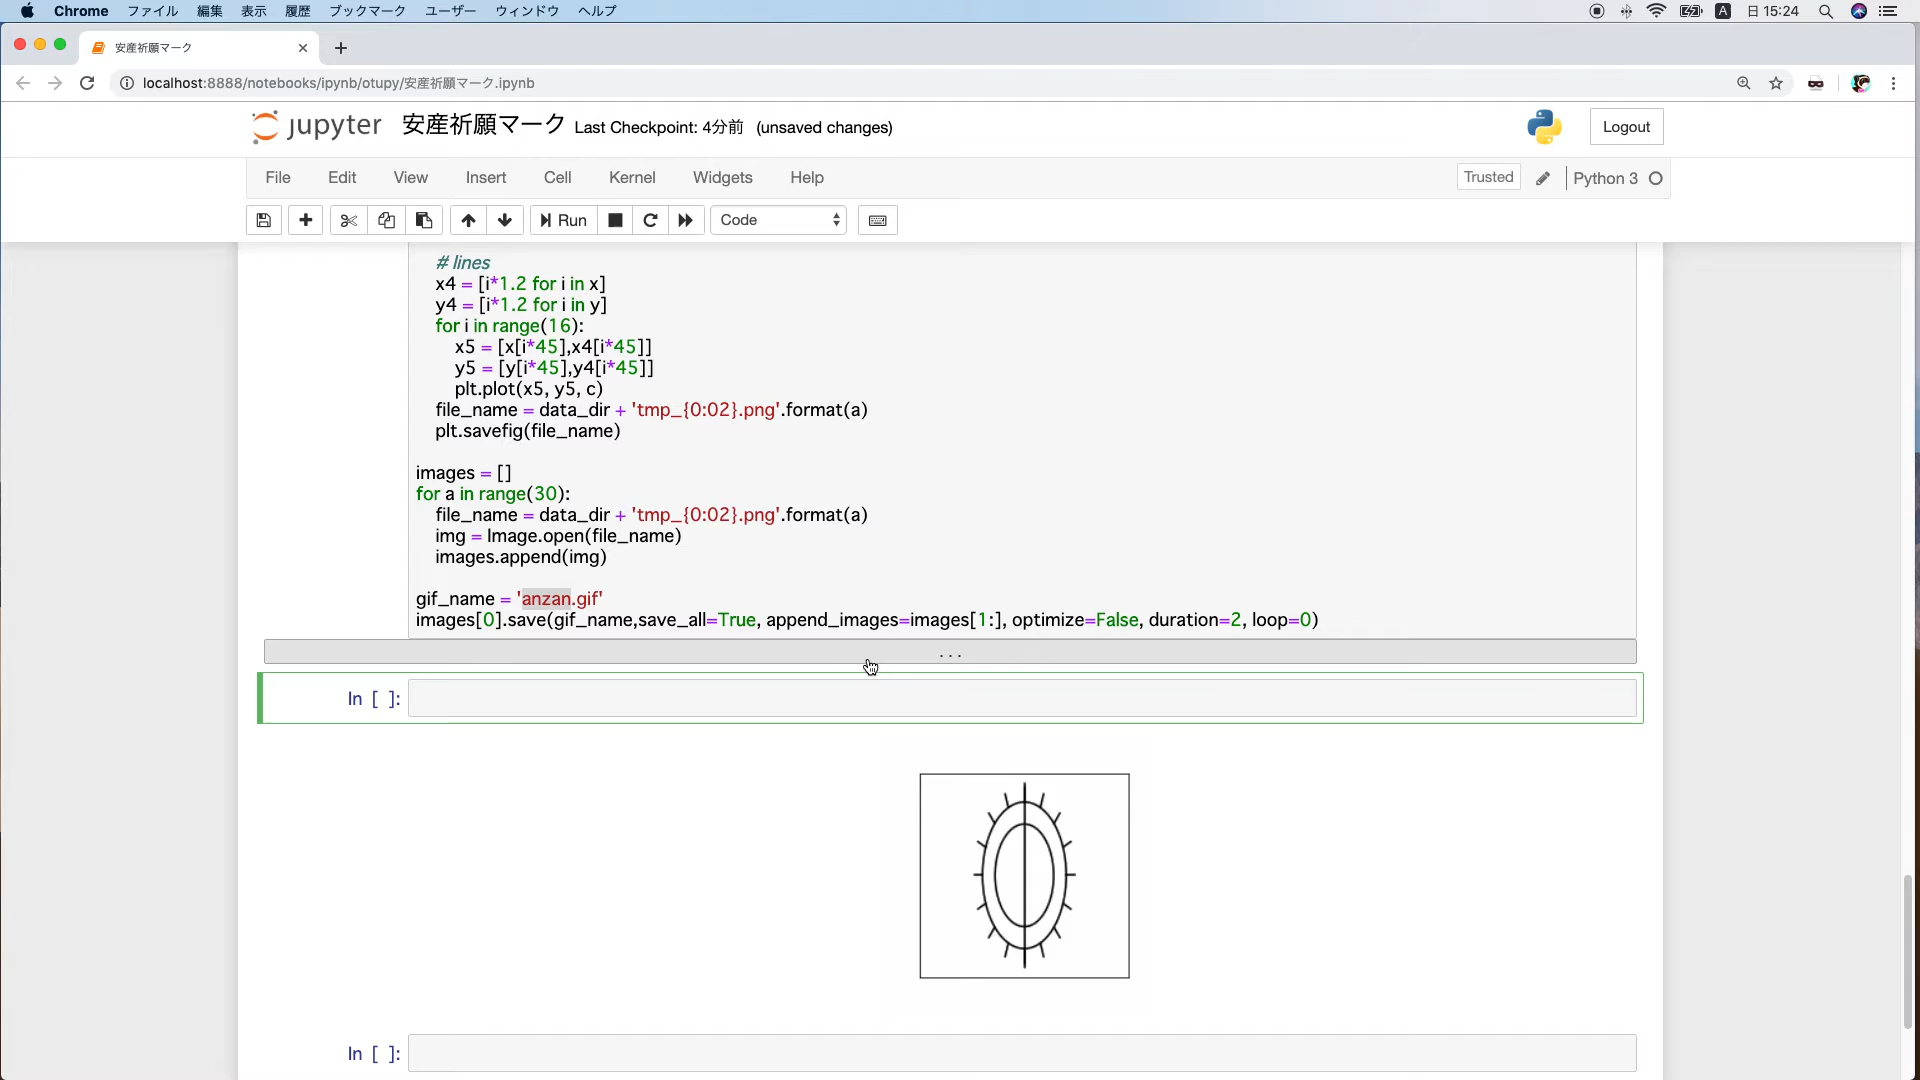 Chrome ファイル 編集 表示 履歴 ブックマーク ユーザー ウィンドウ ヘルプ A 日 15:24
安産祈願マーク
localhost:8888/notebooks/ipynb/otupy/安産祈願マーク.ipynb
jupyter 安産祈願マーク Last Checkpoint: 4分前 (unsaved changes) Logout
File Edit View Insert Cell Kernel Widgets Help Trusted Python 3
Run Code
# lines
x4 = [i*1.2 for i in x]
y4 = [i*1.2 for i in y]
for i in range(16):
x5 = [x[i*45],x4[i*45]]
y5 = [y[i*45],y4[i*45]]
plt.plot(x5, y5, c)
file_name = data_dir + 'tmp_{0:02}.png'.format(a)
plt.savefig(file_name)
images = []
for a in range(30):
file_name = data_dir + 'tmp_{0:02}.png'.format(a)
img = Image.open(file_name)
images.append(img)
gif_name = 'anzan.gif'
images[0].save(gif_name,save_all=True, append_images=images[1:], optimize=False, duration=2, loop=0)
...
In [ ]:
In [ ]: